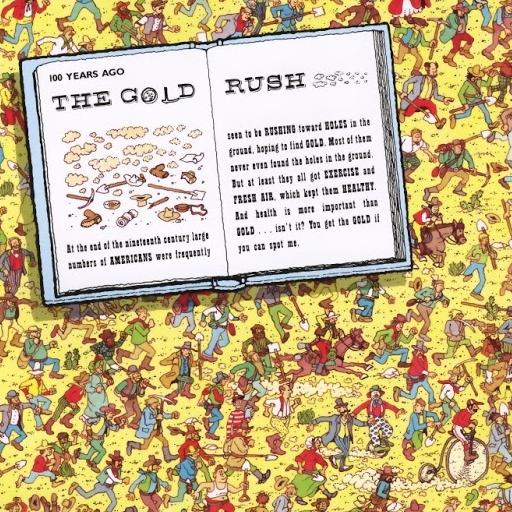 100 YEARS AGO
THE GOLD RUSH
At the end of the nineteenth century large
numbers of AMERICANS were frequently
seen to be RUSHING toward HOLES in the
ground, hoping to find GOLD. Most of them
never even found the holes in the ground.
But at least they all got EXERCISE and
FRESH AIR, which kept them HEALTHY.
And health is more important than
GOLD . . . isn't it? You get the GOLD if
you can spot me.